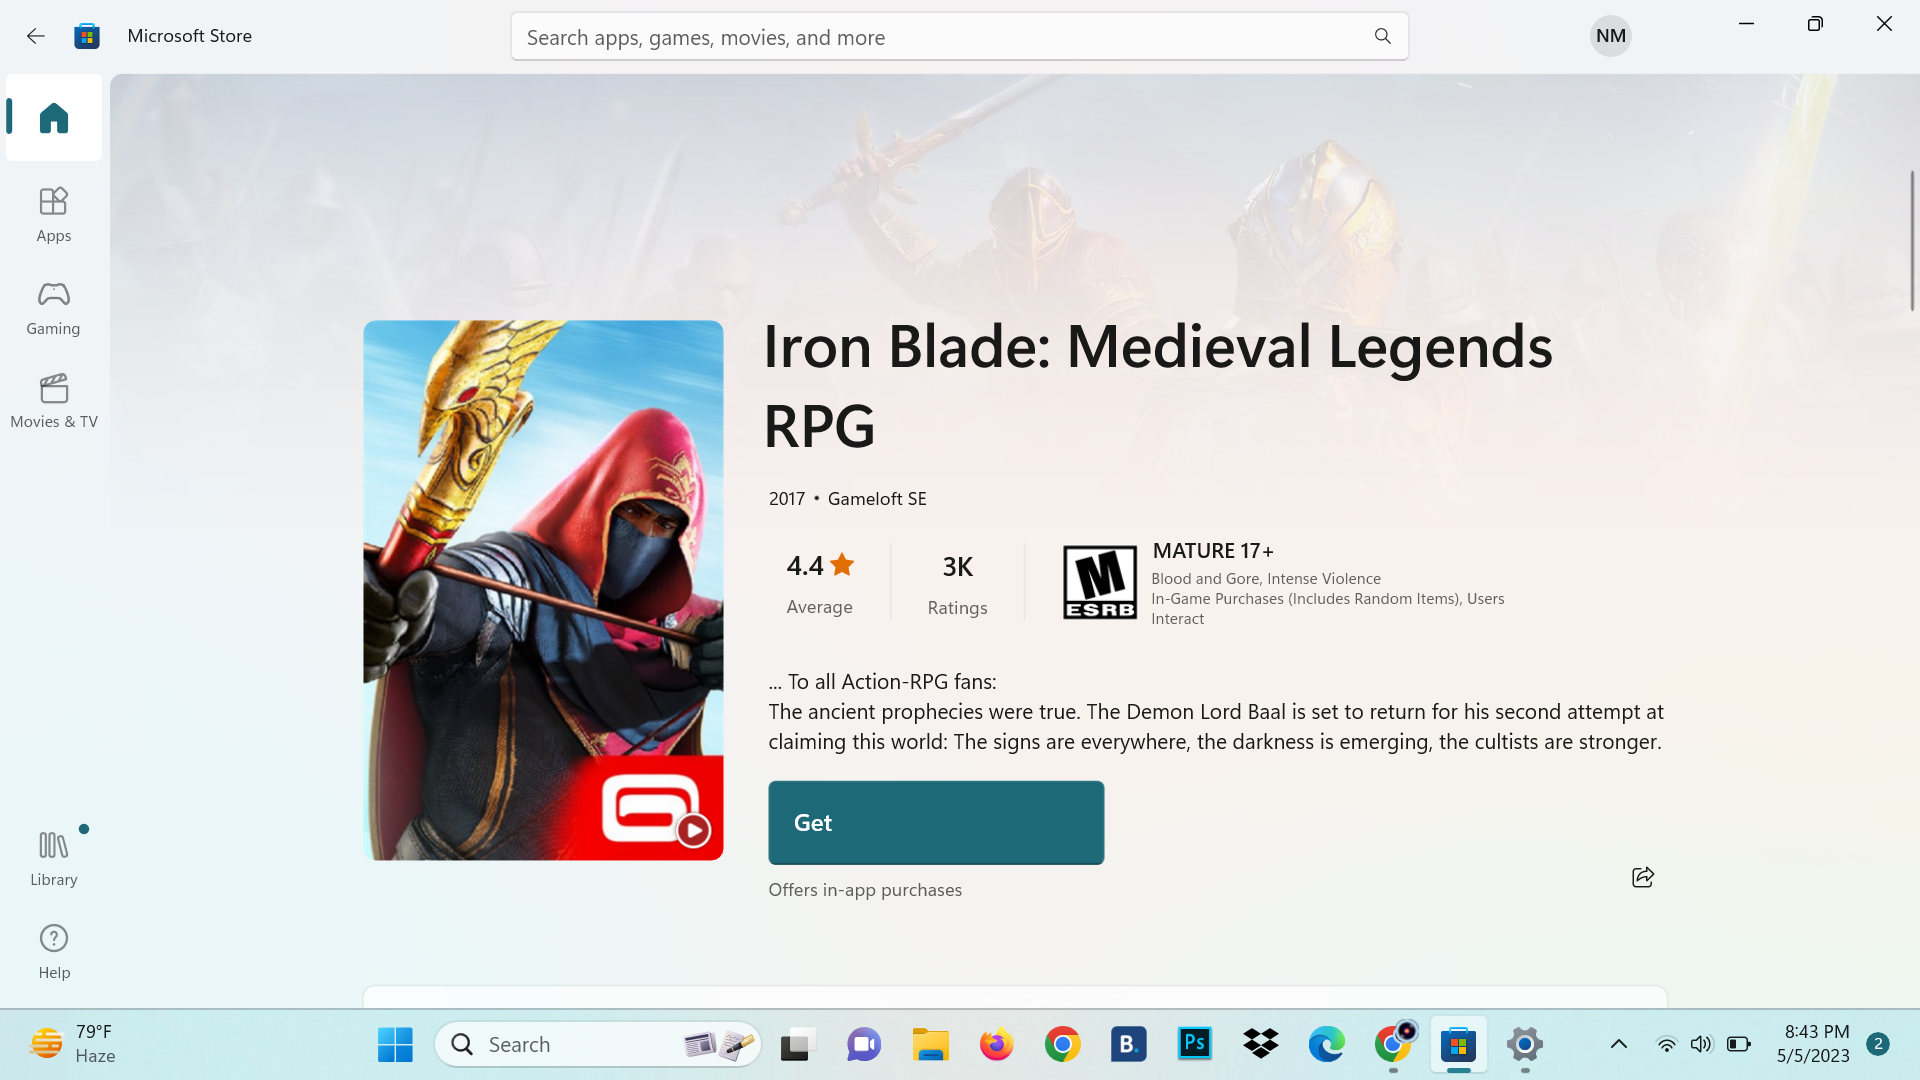 Microsoft Store
Search apps, games, movies, and more
NM
Apps
Gaming
Movies & TV
Library
Help
Iron Blade: Medieval Legends
RPG
2017 • Gameloft SE
4.4
Average
3K
Ratings
M
ESRB
MATURE 17+
Blood and Gore, Intense Violence
In-Game Purchases (Includes Random Items), Users
Interact
... To all Action-RPG fans:
The ancient prophecies were true. The Demon Lord Baal is set to return for his second attempt at
claiming this world: The signs are everywhere, the darkness is emerging, the cultists are stronger.
Get
Offers in-app purchases
79°F
Haze
Search
B.
Ps
8:43 PM
5/5/2023
2